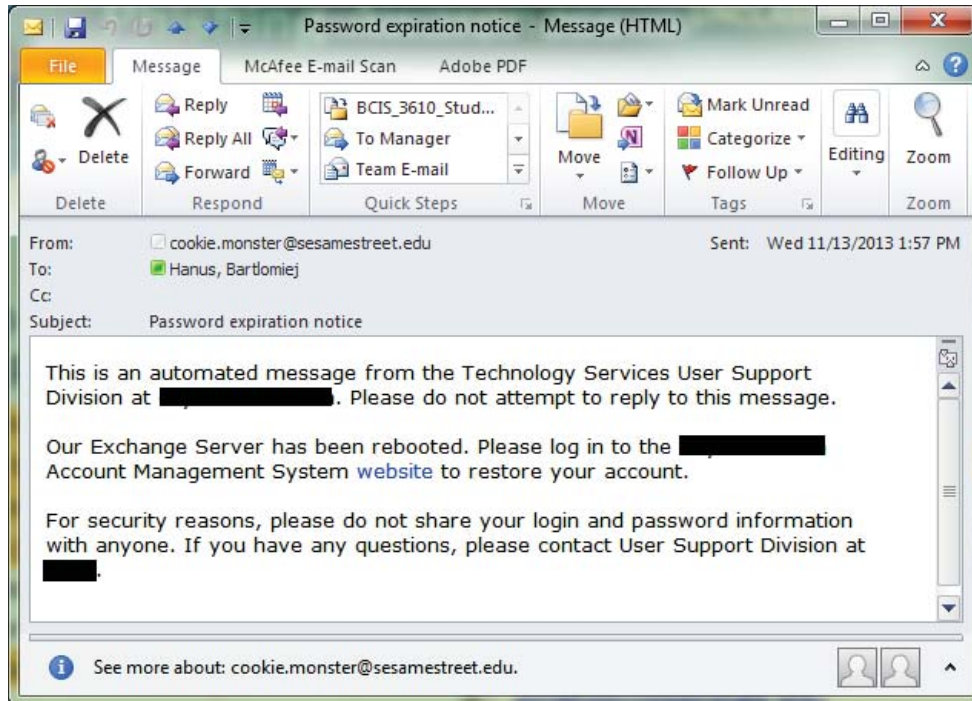 Password expiration notice - Message (HTML)
File Message McAfee E-mail Scan Adobe PDF
Delete
Reply
Reply All
Forward
BCIS_3610_Stud...
To Manager
Team E-mail
Move
Mark Unread
Categorize
Follow Up
Editing
Zoom
Delete Respond Quick Steps Move Tags Zoom
From: cookie.monster@sesamestreet.edu Sent: Wed 11/13/2013 1:57 PM
To: Hanus, Bartlomiej
Cc:
Subject: Password expiration notice
This is an automated message from the Technology Services User Support
Division at . Please do not attempt to reply to this message.
Our Exchange Server has been rebooted. Please log in to the
Account Management System website to restore your account.
For security reasons, please do not share your login and password information
with anyone. If you have any questions, please contact User Support Division at
.
See more about: cookie.monster@sesamestreet.edu.